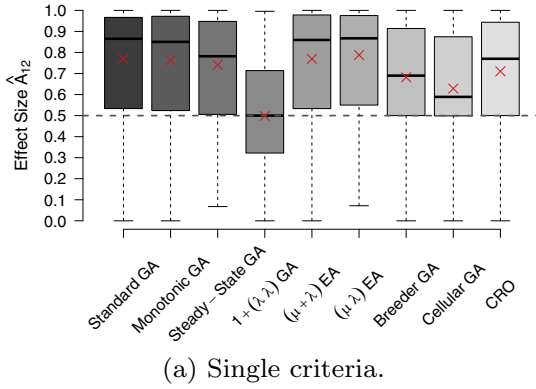 Effect Size Â12
1.0
0.9
0.8
0.7
0.6
0.5
0.4
0.3
0.2
0.1
0.0
Standard GA
Monotonic GA
Steady−State GA
1+(λ λ) GA
(μ+λ) EA
(μ λ) EA
Breeder GA
Cellular GA
CRO
(a) Single criteria.